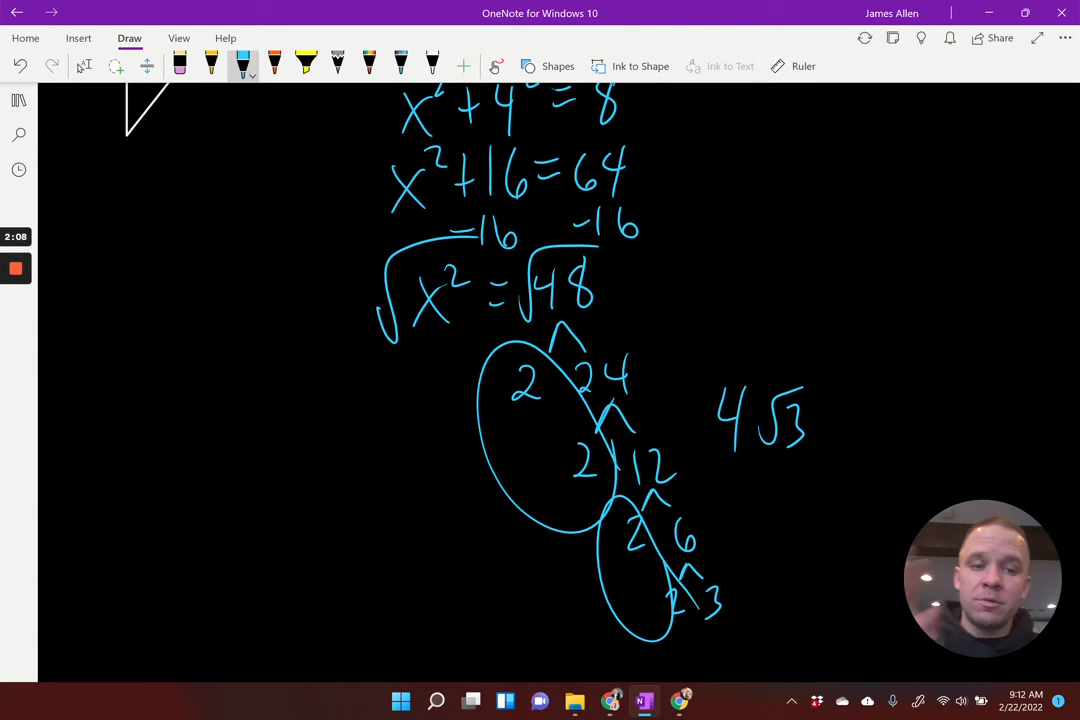 OneNote for Windows 10
James Allen
Home Insert Draw View Help
Share
Shapes Ink to Shape Ink to Text Ruler
x² + 4² = 8
x² + 16 = 64
-16 -16
√x² = √48
2 24
2 12
4√3
2 6
2 3
2:08
9:12 AM
2/22/2022